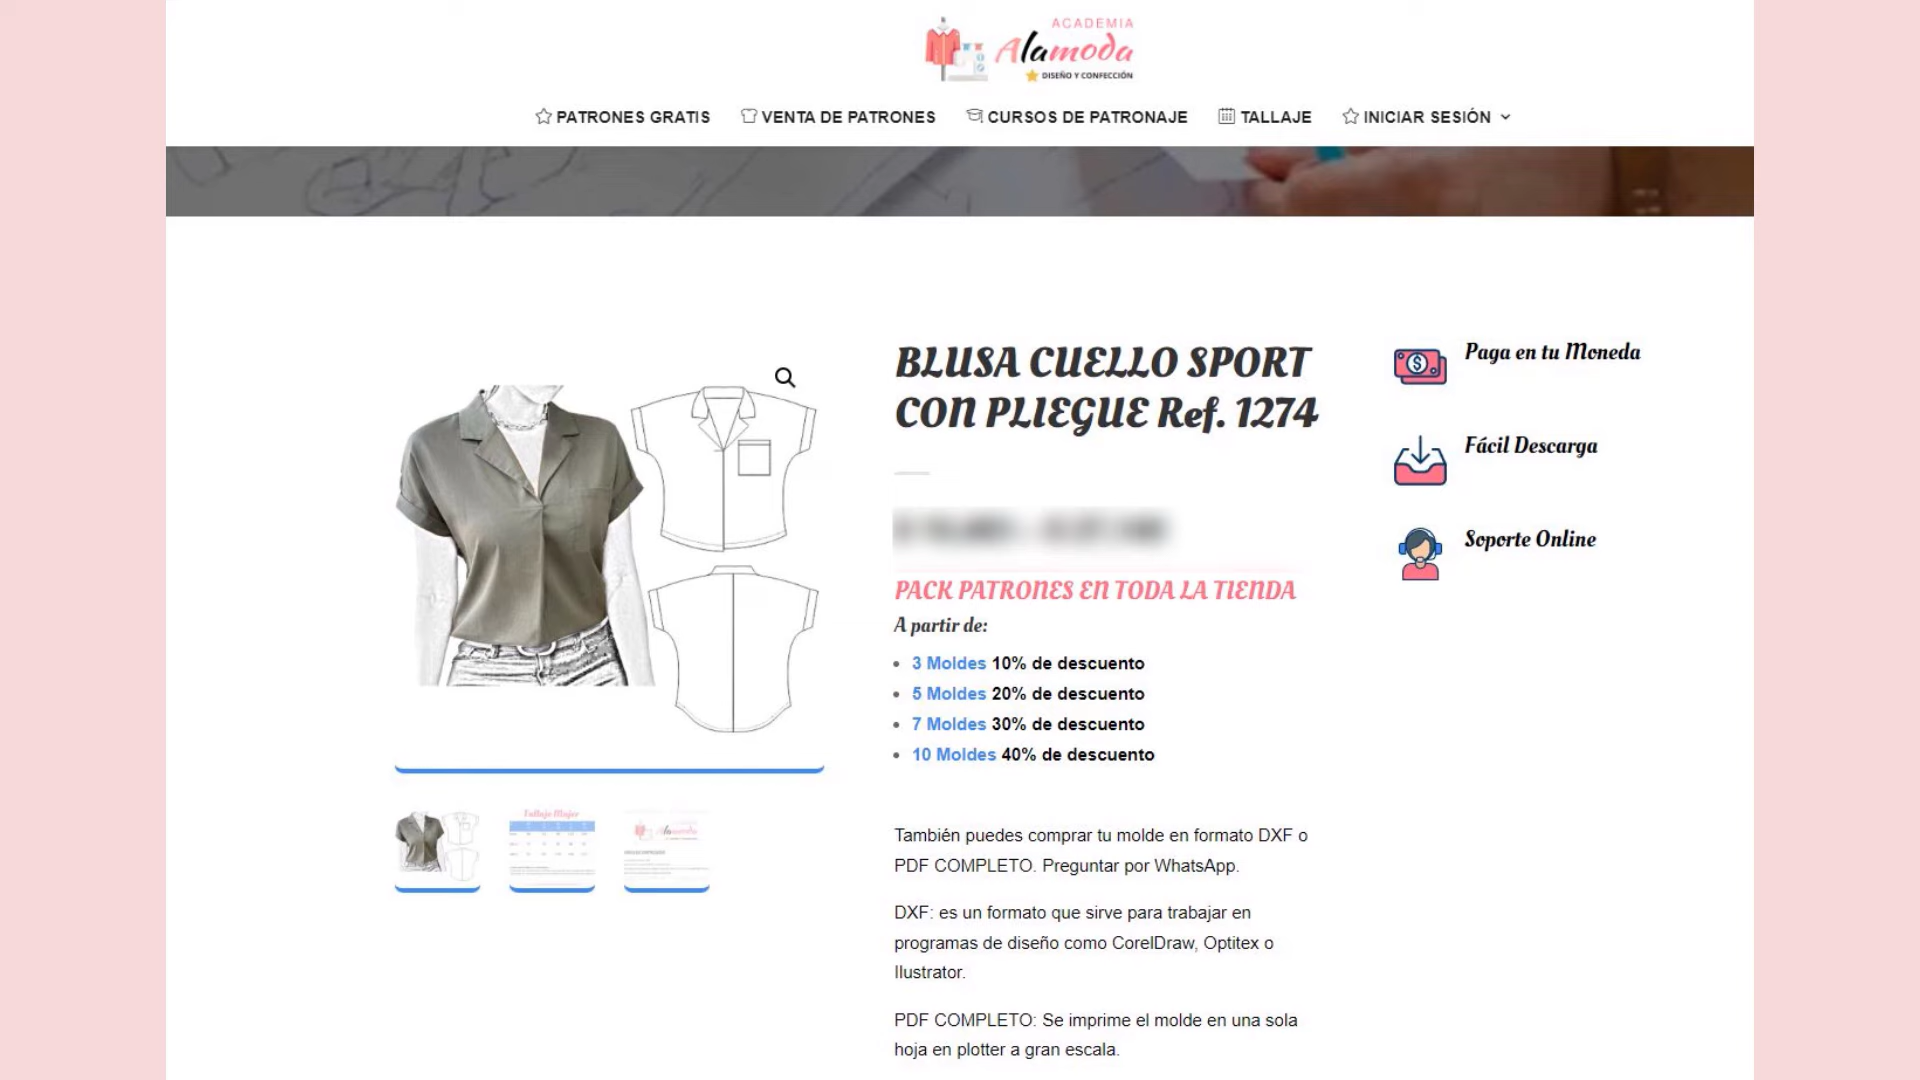 ACADEMIA
Alamoda
DISEÑO Y CONFECCIÓN
PATRONES GRATIS
VENTA DE PATRONES
CURSOS DE PATRONAJE
TALLAJE
INICIAR SESIÓN
BLUSA CUELLO SPORT
CON PLIEGUE Ref. 1274
PACK PATRONES EN TODA LA TIENDA
A partir de:
3 Moldes 10% de descuento
5 Moldes 20% de descuento
7 Moldes 30% de descuento
10 Moldes 40% de descuento
También puedes comprar tu molde en formato DXF o
PDF COMPLETO. Preguntar por WhatsApp.
DXF: es un formato que sirve para trabajar en
programas de diseño como CorelDraw, Optitex o
Ilustrator.
PDF COMPLETO: Se imprime el molde en una sola
hoja en plotter a gran escala.
Paga en tu Moneda
Fácil Descarga
Soporte Online
Tallaje Mujer
Alamoda